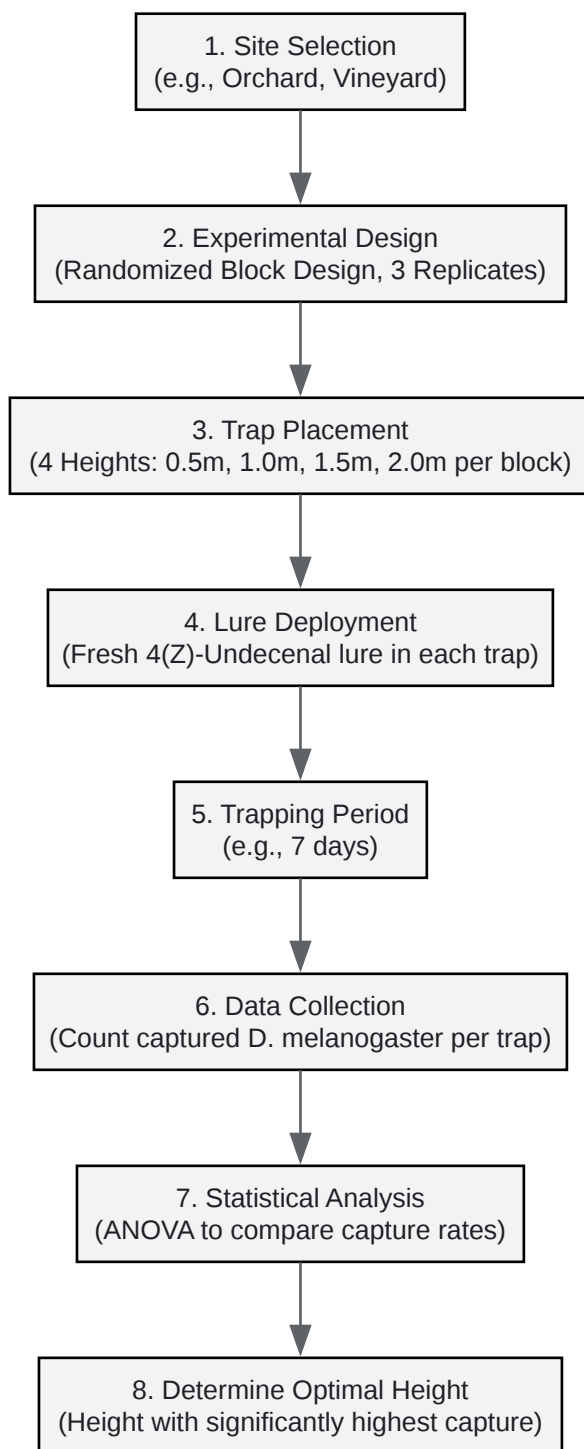 1. Site Selection
(e.g., Orchard, Vineyard)
2. Experimental Design
(Randomized Block Design, 3 Replicates)
3. Trap Placement
(4 Heights: 0.5m, 1.0m, 1.5m, 2.0m per block)
4. Lure Deployment
(Fresh 4(Z)-Undecenal lure in each trap)
5. Trapping Period
(e.g., 7 days)
6. Data Collection
(Count captured D. melanogaster per trap)
7. Statistical Analysis
(ANOVA to compare capture rates)
8. Determine Optimal Height
(Height with significantly highest capture)